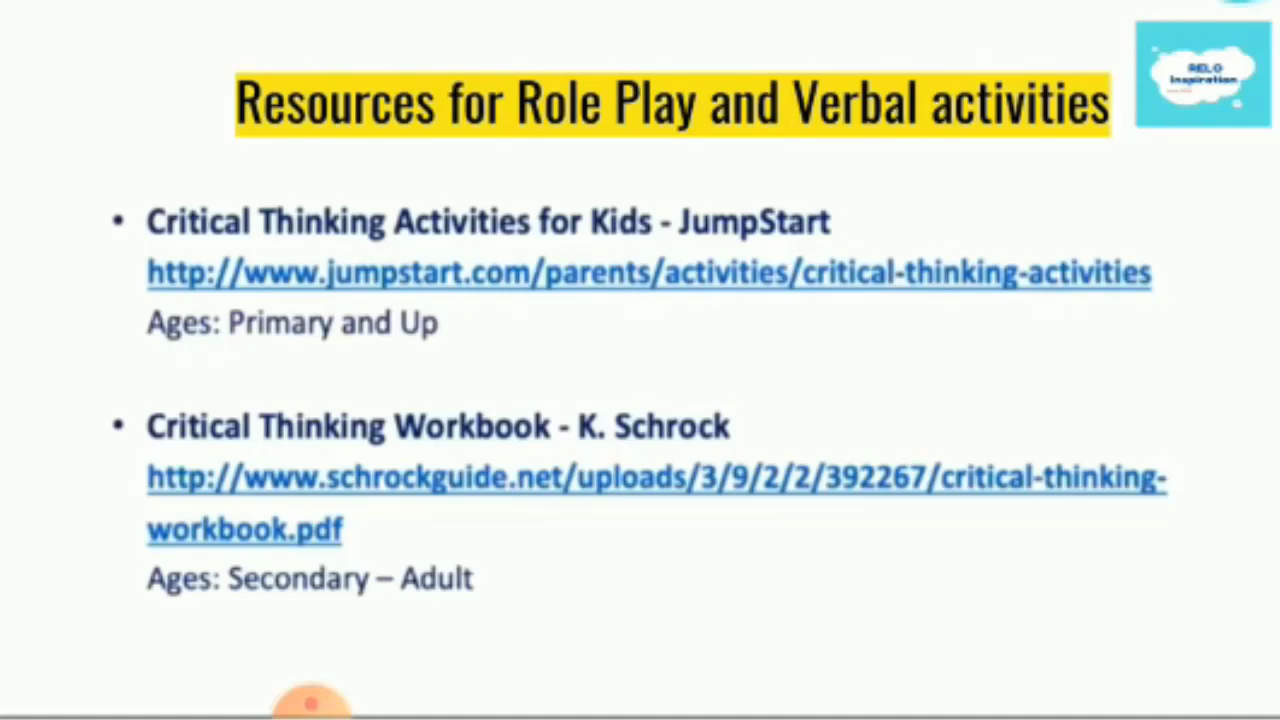 Resources for Role Play and Verbal activities
RELO
Inspiration
• Critical Thinking Activities for Kids - JumpStart
http://www.jumpstart.com/parents/activities/critical-thinking-activities
Ages: Primary and Up
• Critical Thinking Workbook - K. Schrock
http://www.schrockguide.net/uploads/3/9/2/2/392267/critical-thinking-
workbook.pdf
Ages: Secondary – Adult